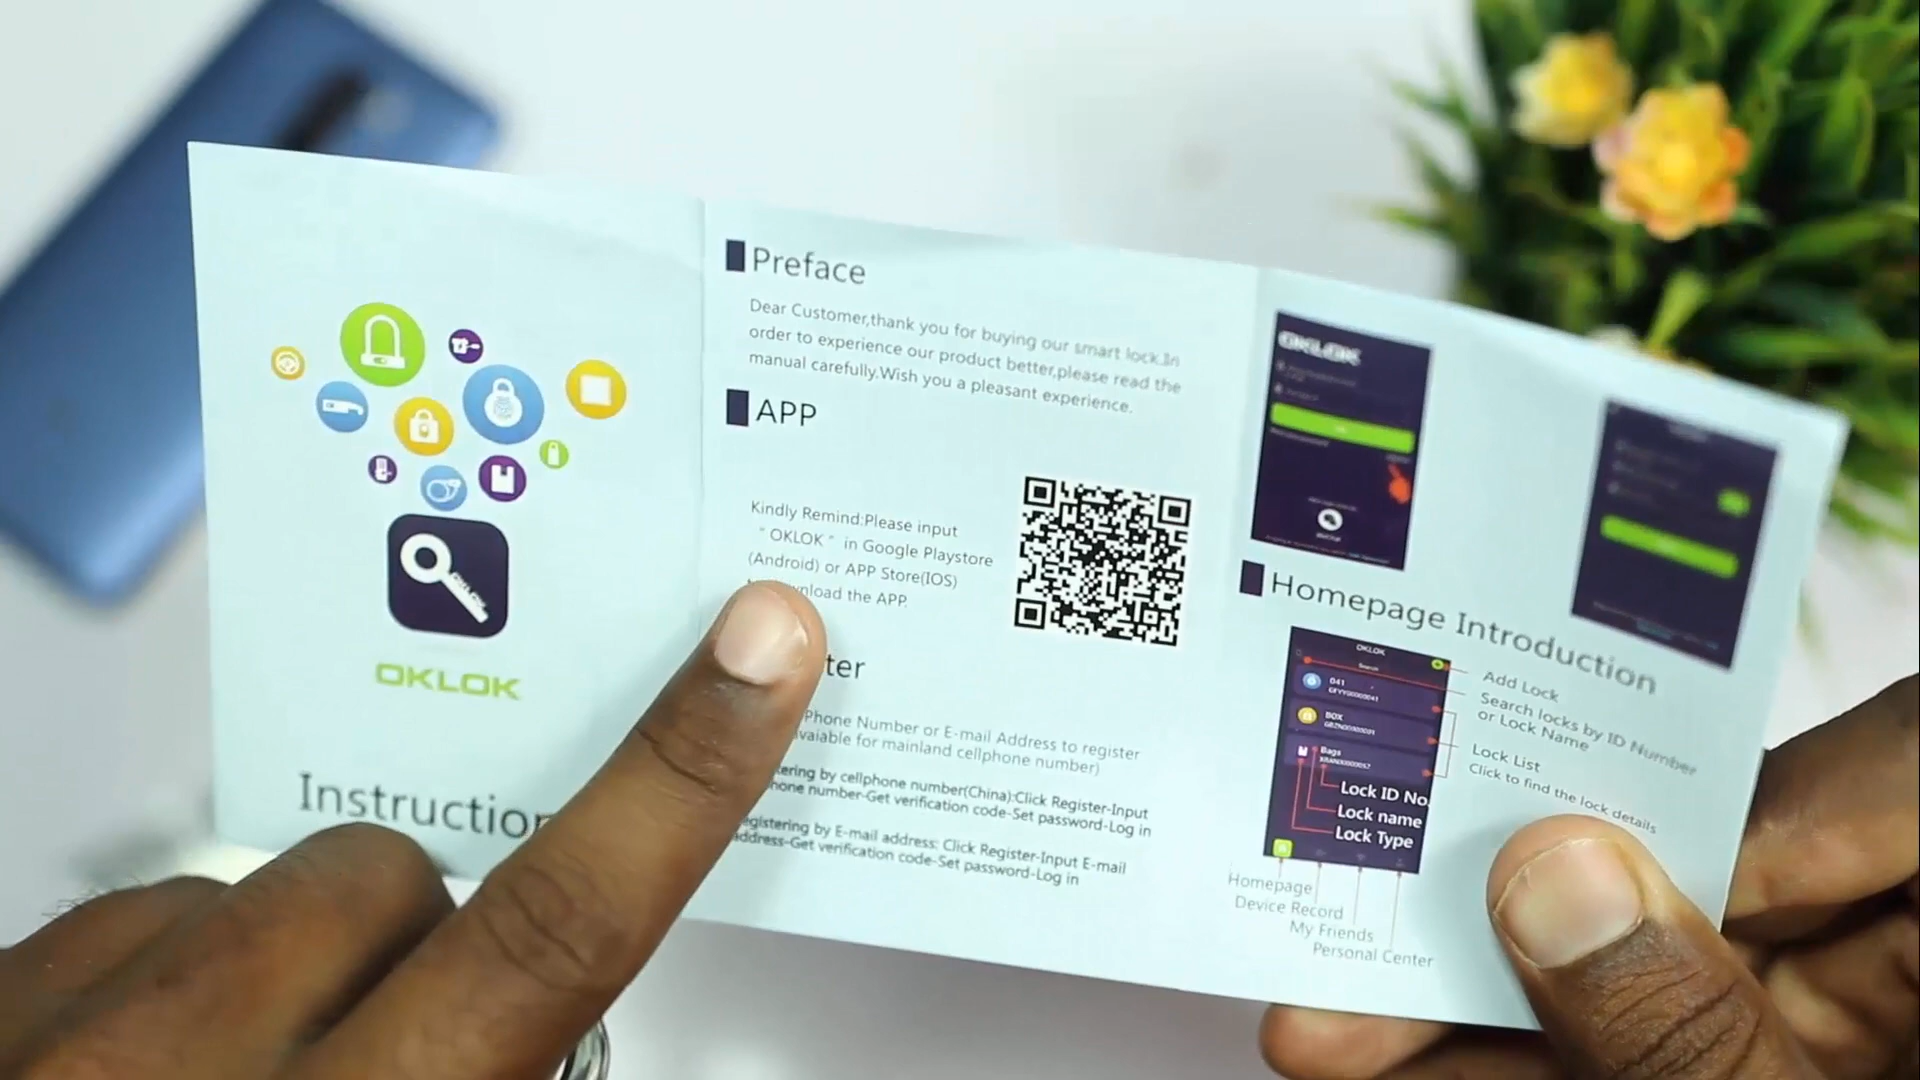 OKLOK
Instruction
Preface
Dear Customer,thank you for buying our smart lock.In
order to experience our product better,please read the
manual carefully.Wish you a pleasant experience.
APP
Kindly Remind:Please input
“ OKLOK ” in Google Playstore
(Android) or APP Store(IOS)
the APP.
Phone Number or E-mail Address to register
for mainland cellphone number)
by cellphone number(China):Click Register-Input
number-Get verification code-Set password-Log in
by E-mail address: Click Register-Input E-mail
address-Get verification code-Set password-Log in
OKLOK
Homepage Introduction
OKLOK
Search
041
BOX
Bags
Lock ID No.
Lock name
Lock Type
Add Lock
Search locks by ID Number
or Lock Name
Lock List
Click to find the lock details
Homepage
Device Record
My Friends
Personal Center